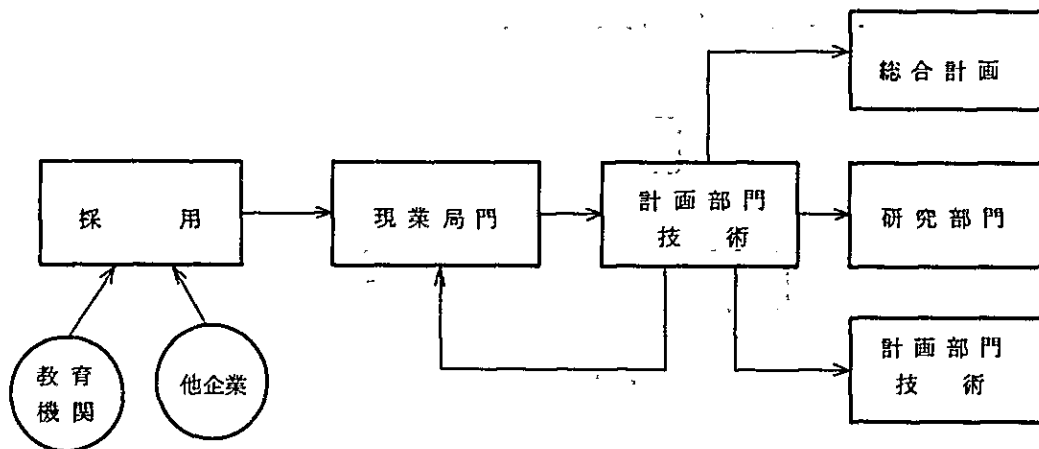 総合計画
採用
現業局門
計画部門
技術
研究部門
教育
機関
他企業
計画部門
技術